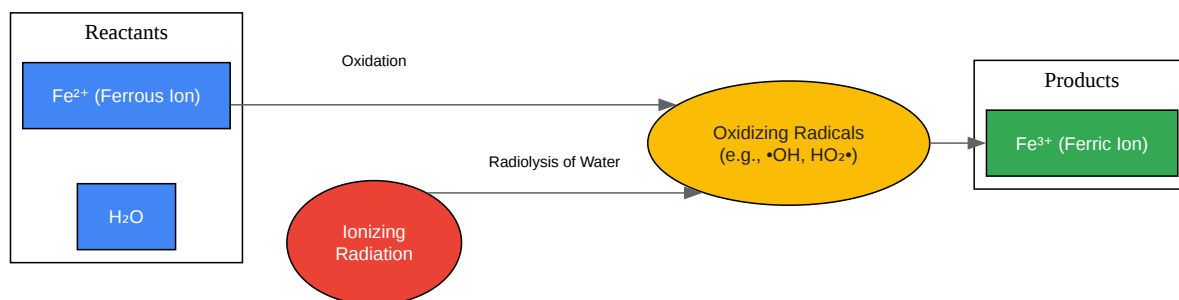 Reactants
Fe²⁺ (Ferrous Ion)
H₂O
Oxidation
Radiolysis of Water
Ionizing
Radiation
Oxidizing Radicals
(e.g., •OH, HO₂•)
Products
Fe³⁺ (Ferric Ion)